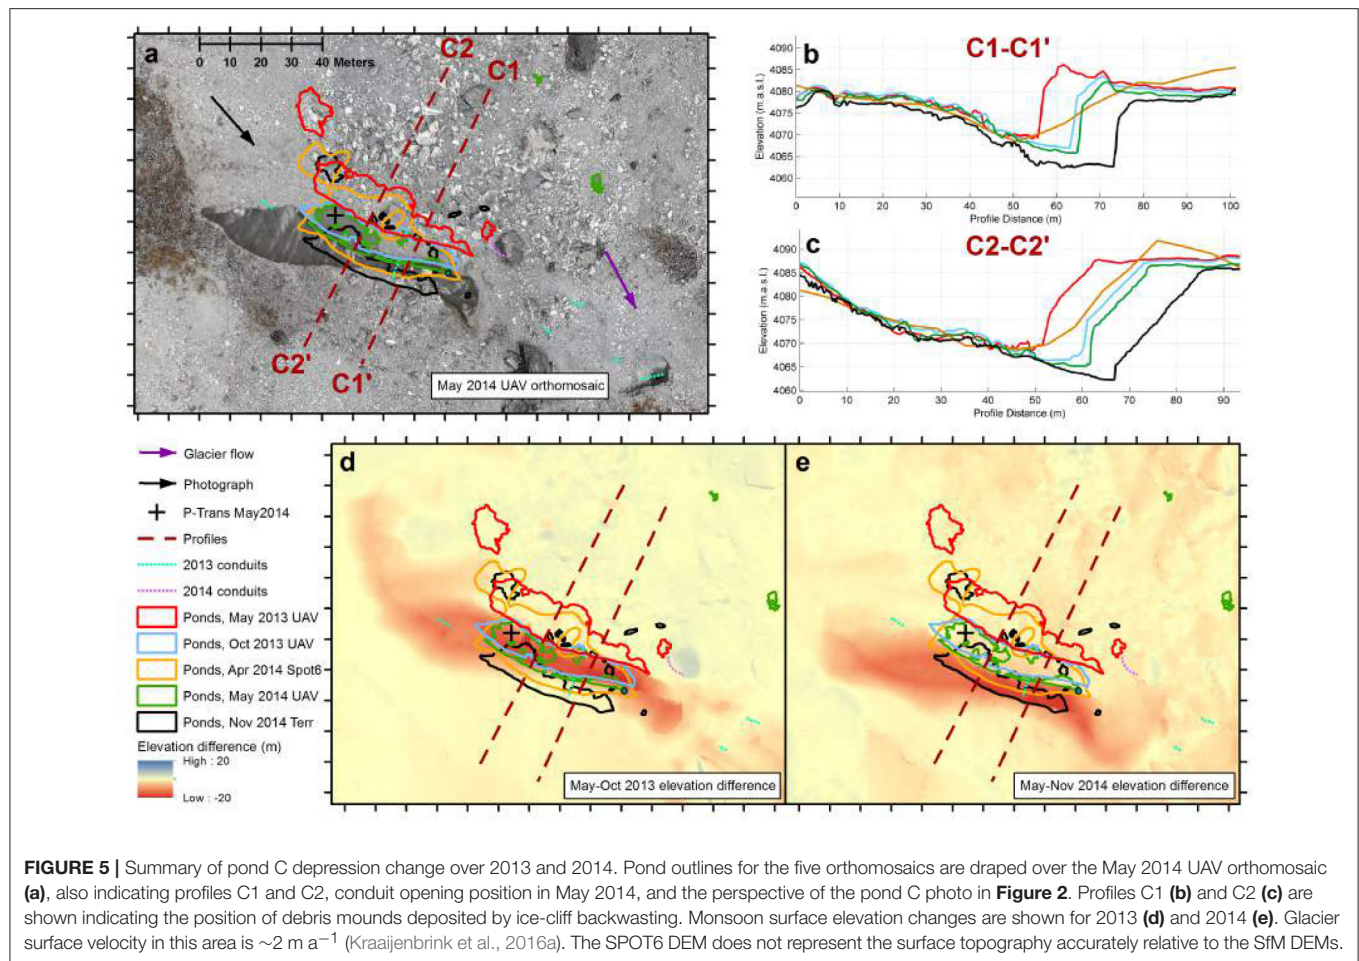 a
0 10 20 30 40 Meters
C2
C1
C2'
C1'
May 2014 UAV orthomosaic
b
C1-C1'
Elevation (m.a.s.l.)
4090
4085
4080
4075
4070
4065
4060
0 10 20 30 40 50 60 70 80 90 100
Profile Distance (m)
c
C2-C2'
Elevation (m.a.s.l.)
4090
4085
4080
4075
4070
4065
4060
0 10 20 30 40 50 60 70 80 90
Profile Distance (m)
Glacier flow
Photograph
P-Trans May2014
Profiles
2013 conduits
2014 conduits
Ponds, May 2013 UAV
Ponds, Oct 2013 UAV
Ponds, Apr 2014 Spot6
Ponds, May 2014 UAV
Ponds, Nov 2014 Terr
Elevation difference (m)
High : 20
Low : -20
d
May-Oct 2013 elevation difference
e
May-Nov 2014 elevation difference
FIGURE 5 | Summary of pond C depression change over 2013 and 2014. Pond outlines for the five orthomosaics are draped over the May 2014 UAV orthomosaic
(a), also indicating profiles C1 and C2, conduit opening position in May 2014, and the perspective of the pond C photo in Figure 2. Profiles C1 (b) and C2 (c) are
shown indicating the position of debris mounds deposited by ice-cliff backwasting. Monsoon surface elevation changes are shown for 2013 (d) and 2014 (e). Glacier
surface velocity in this area is ~2 m a⁻¹ (Kraaijenbrink et al., 2016a). The SPOT6 DEM does not represent the surface topography accurately relative to the SfM DEMs.